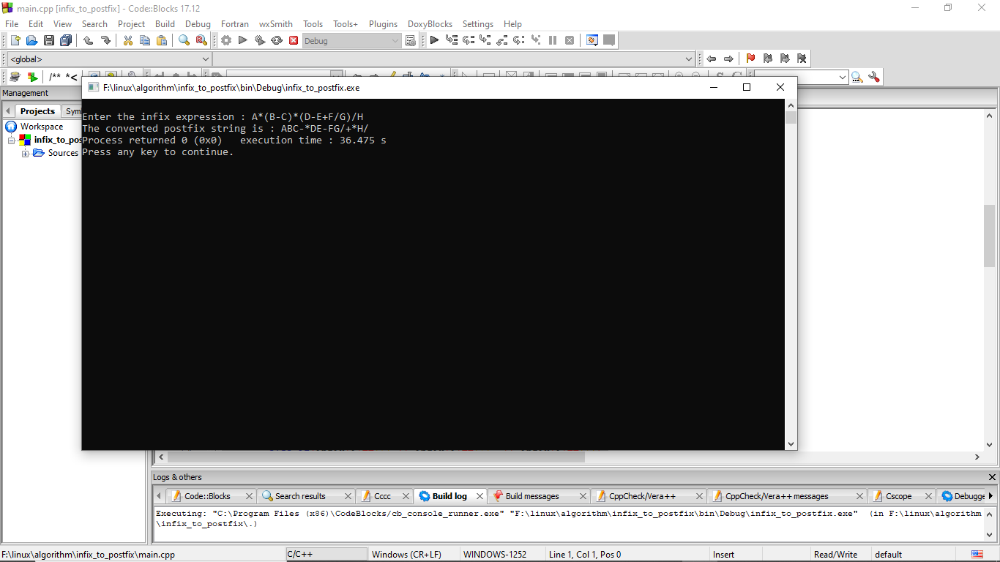 main.cpp [infix_to_postfix] - Code::Blocks 17.12
File Edit View Search Project Build Debug Fortran wxSmith Tools Tools+ Plugins DoxyBlocks Settings Help
Debug
<global>
/** *<
F:\linux\algorithm\infix_to_postfix\bin\Debug\infix_to_postfix.exe
Management
Projects Sym
Workspace
infix_to_pos
Sources
Enter the infix expression : A*(B-C)*(D-E+F/G)/H
The converted postfix string is : ABC-*DE-FG/+*H/
Process returned 0 (0x0)   execution time : 36.475 s
Press any key to continue.
Logs & others
Code::Blocks Search results Cccc Build log Build messages CppCheck/Vera++ CppCheck/Vera++ messages Cscope Debugge
Executing: "C:\Program Files (x86)\CodeBlocks/cb_console_runner.exe" "F:\linux\algorithm\infix_to_postfix\bin\Debug\infix_to_postfix.exe"  (in F:\linux\algorithm
\infix_to_postfix\.)
F:\linux\algorithm\infix_to_postfix\main.cpp C/C++ Windows (CR+LF) WINDOWS-1252 Line 1, Col 1, Pos 0 Insert Read/Write default